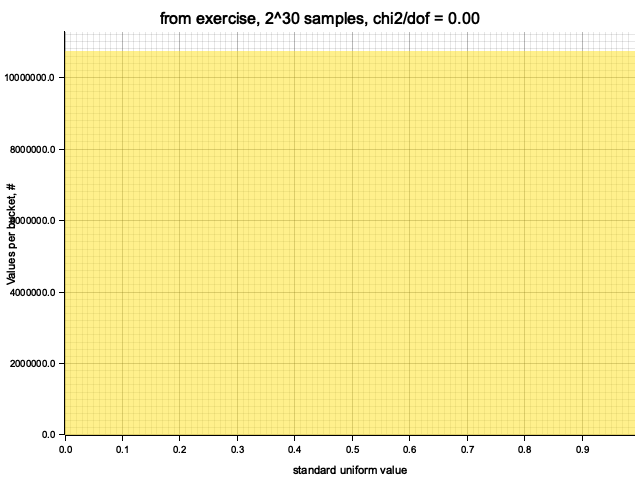 from exercise, 2^30 samples, chi2/dof = 0.00
10000000.0
8000000.0
6000000.0
4000000.0
2000000.0
0.0
Values per bucket, #
0.0 0.1 0.2 0.3 0.4 0.5 0.6 0.7 0.8 0.9
standard uniform value